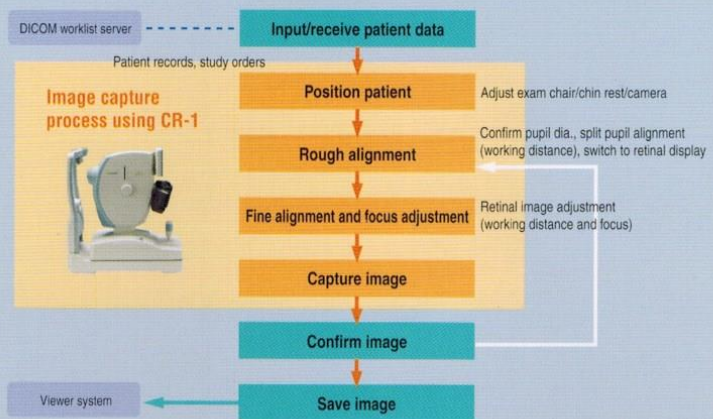 DICOM worklist server
Input/receive patient data
Patient records, study orders
Image capture
process using CR-1
Position patient
Adjust exam chair/chin rest/camera
Rough alignment
Confirm pupil dia., split pupil alignment
(working distance), switch to retinal display
Fine alignment and focus adjustment
Retinal image adjustment
(working distance and focus)
Capture image
Confirm image
Viewer system
Save image